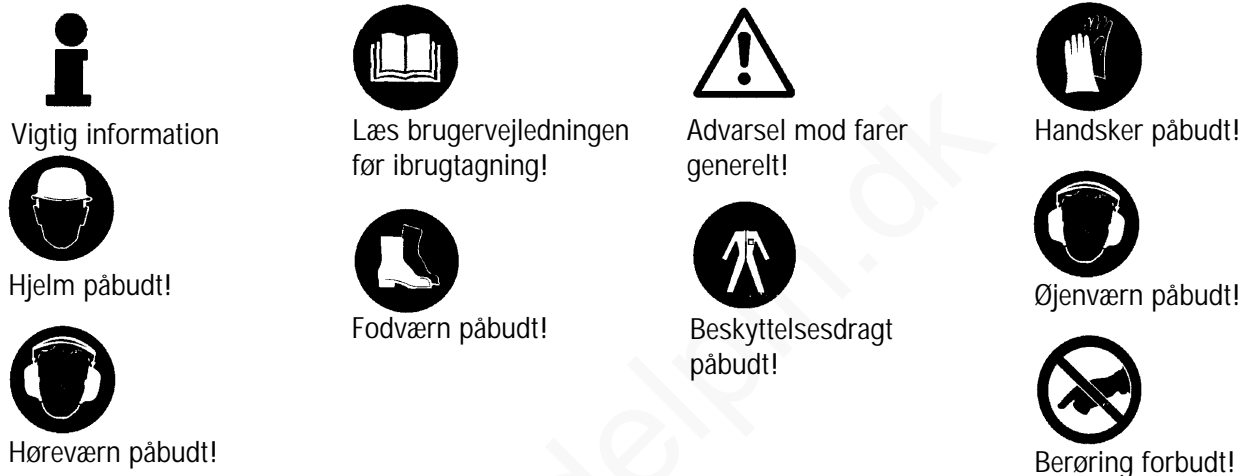 Vigtig information
Læs brugervejledningen
før ibrugtagning!
Advarsel mod farer
generelt!
Handsker påbudt!
Hjelm påbudt!
Fodværn påbudt!
Beskyttelsesdragt
påbudt!
Øjenværn påbudt!
Høreværn påbudt!
Berøring forbudt!